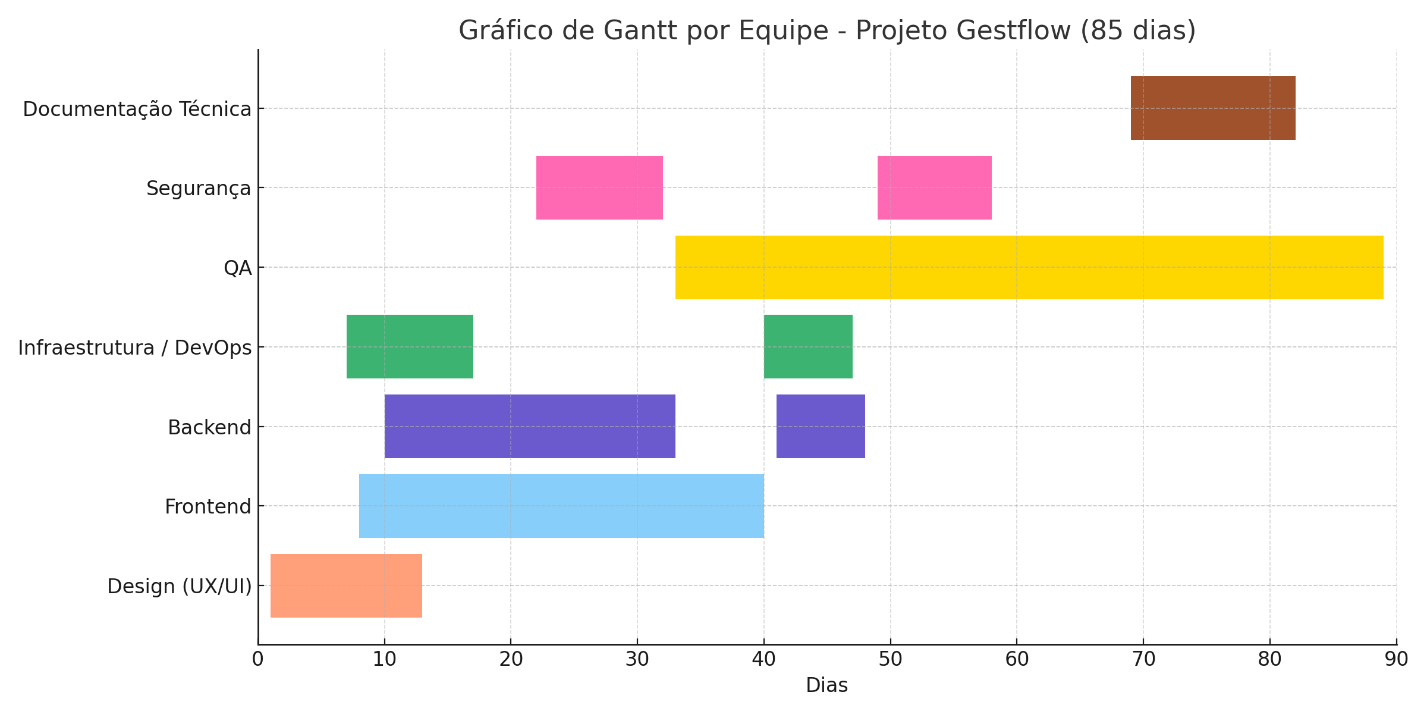 Gráfico de Gantt por Equipe - Projeto Gestflow (85 dias)
Documentação Técnica
Segurança
QA
Infraestrutura / DevOps
Backend
Frontend
Design (UX/UI)
0 10 20 30 40 50 60 70 80 90
Dias